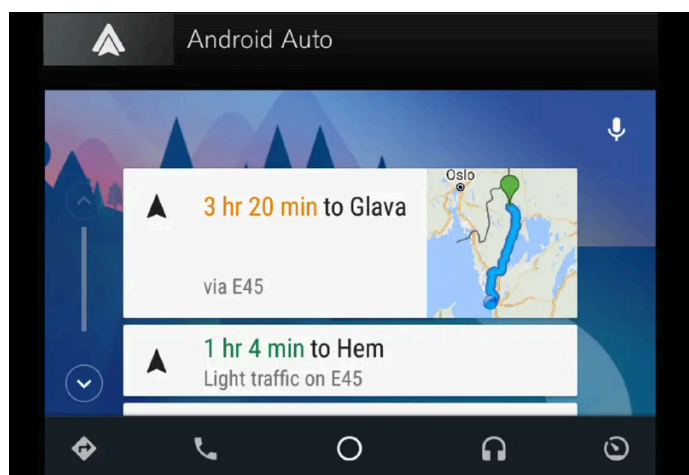 Android Auto
3 hr 20 min to Glava
via E45
Oslo
1 hr 4 min to Hem
Light traffic on E45